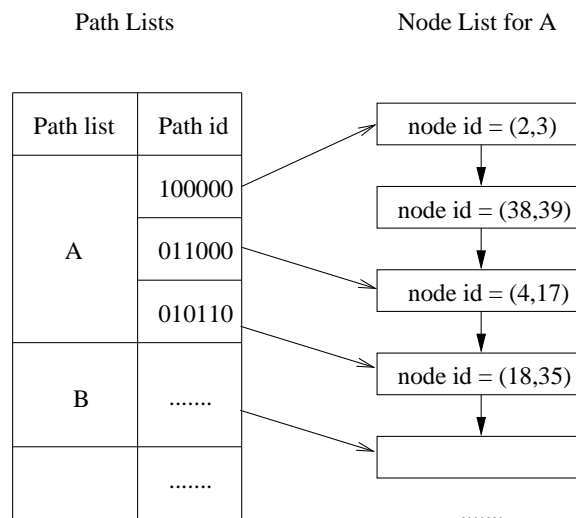 Path Lists
Node List for A
Path list
Path id
A
100000
011000
010110
B
.......
.......
node id = (2,3)
node id = (38,39)
node id = (4,17)
node id = (18,35)
.......